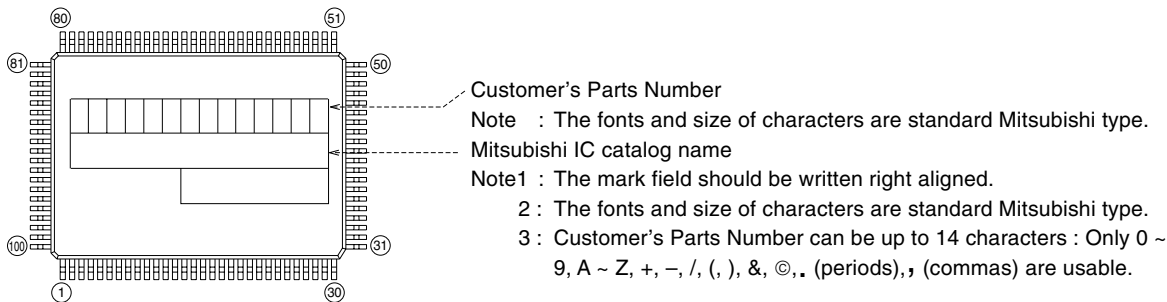 80 51
81 50
Customer's Parts Number
Note : The fonts and size of characters are standard Mitsubishi type.
Mitsubishi IC catalog name
Note1 : The mark field should be written right aligned.
2 : The fonts and size of characters are standard Mitsubishi type.
3 : Customer's Parts Number can be up to 14 characters : Only 0 ~
9, A ~ Z, +, –, /, (, ), &, ©, . (periods), , (commas) are usable.
100 31
1 30